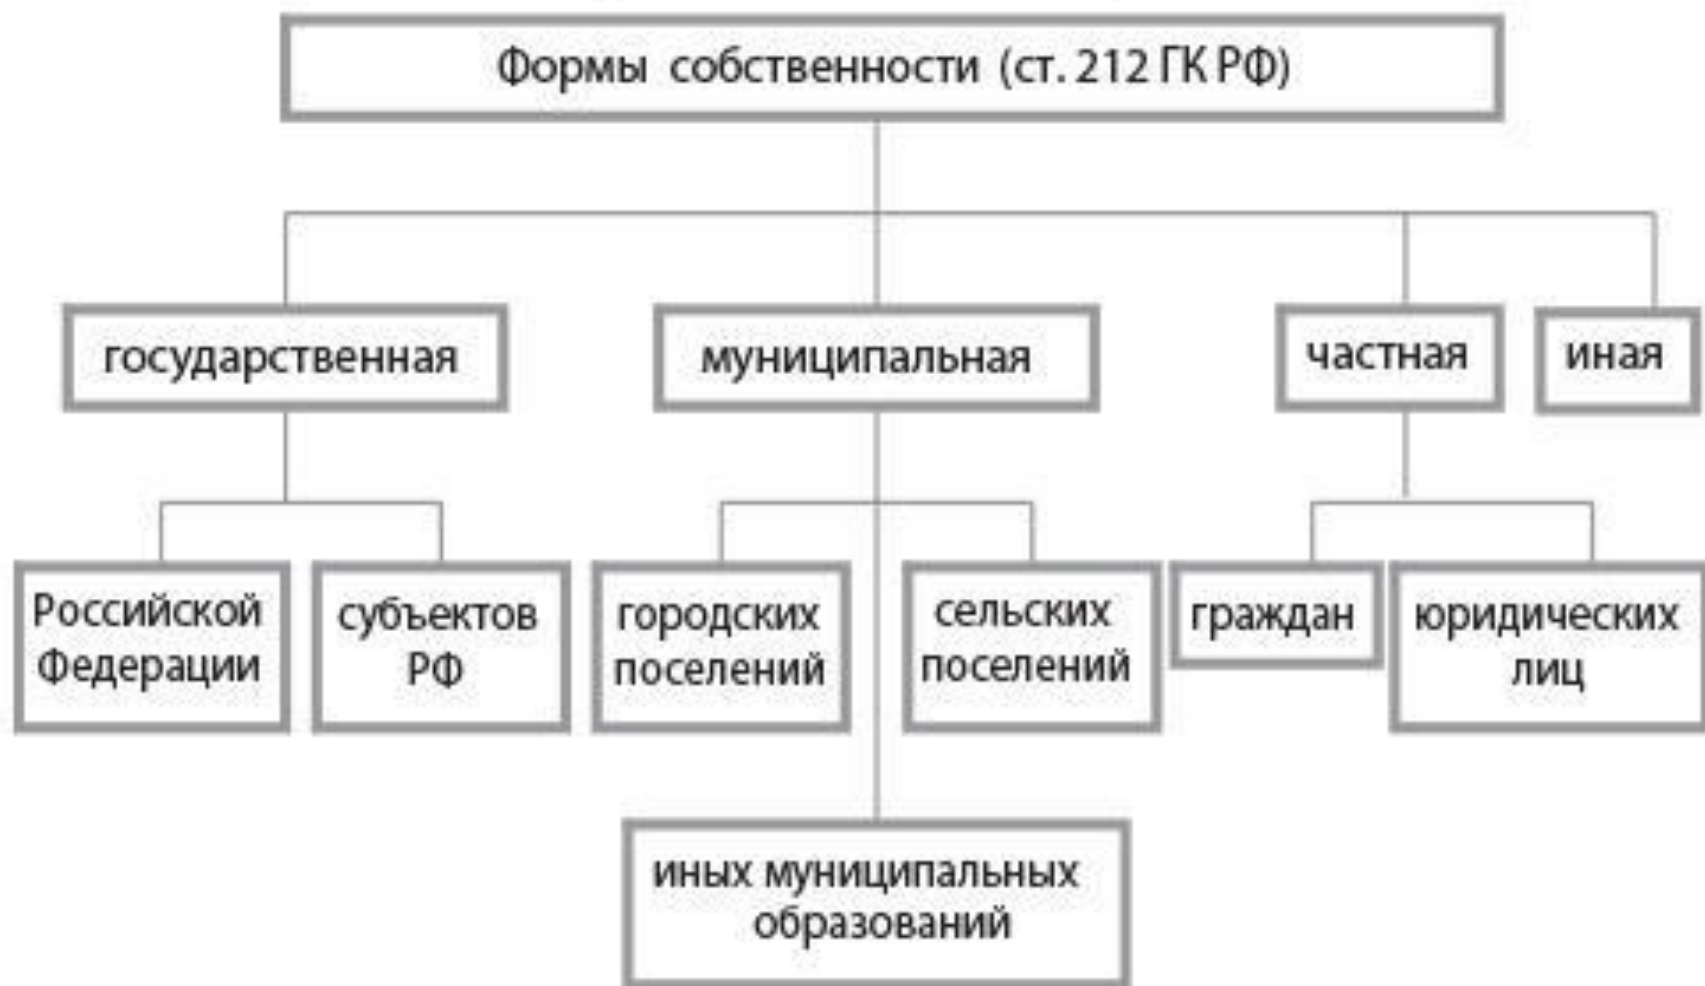 Формы собственности (ст. 212 ГК РФ)
государственная
муниципальная
частная
иная
Российской
Федерации
субъектов
РФ
городских
поселений
сельских
поселений
граждан
юридических
лиц
иных муниципальных
образований